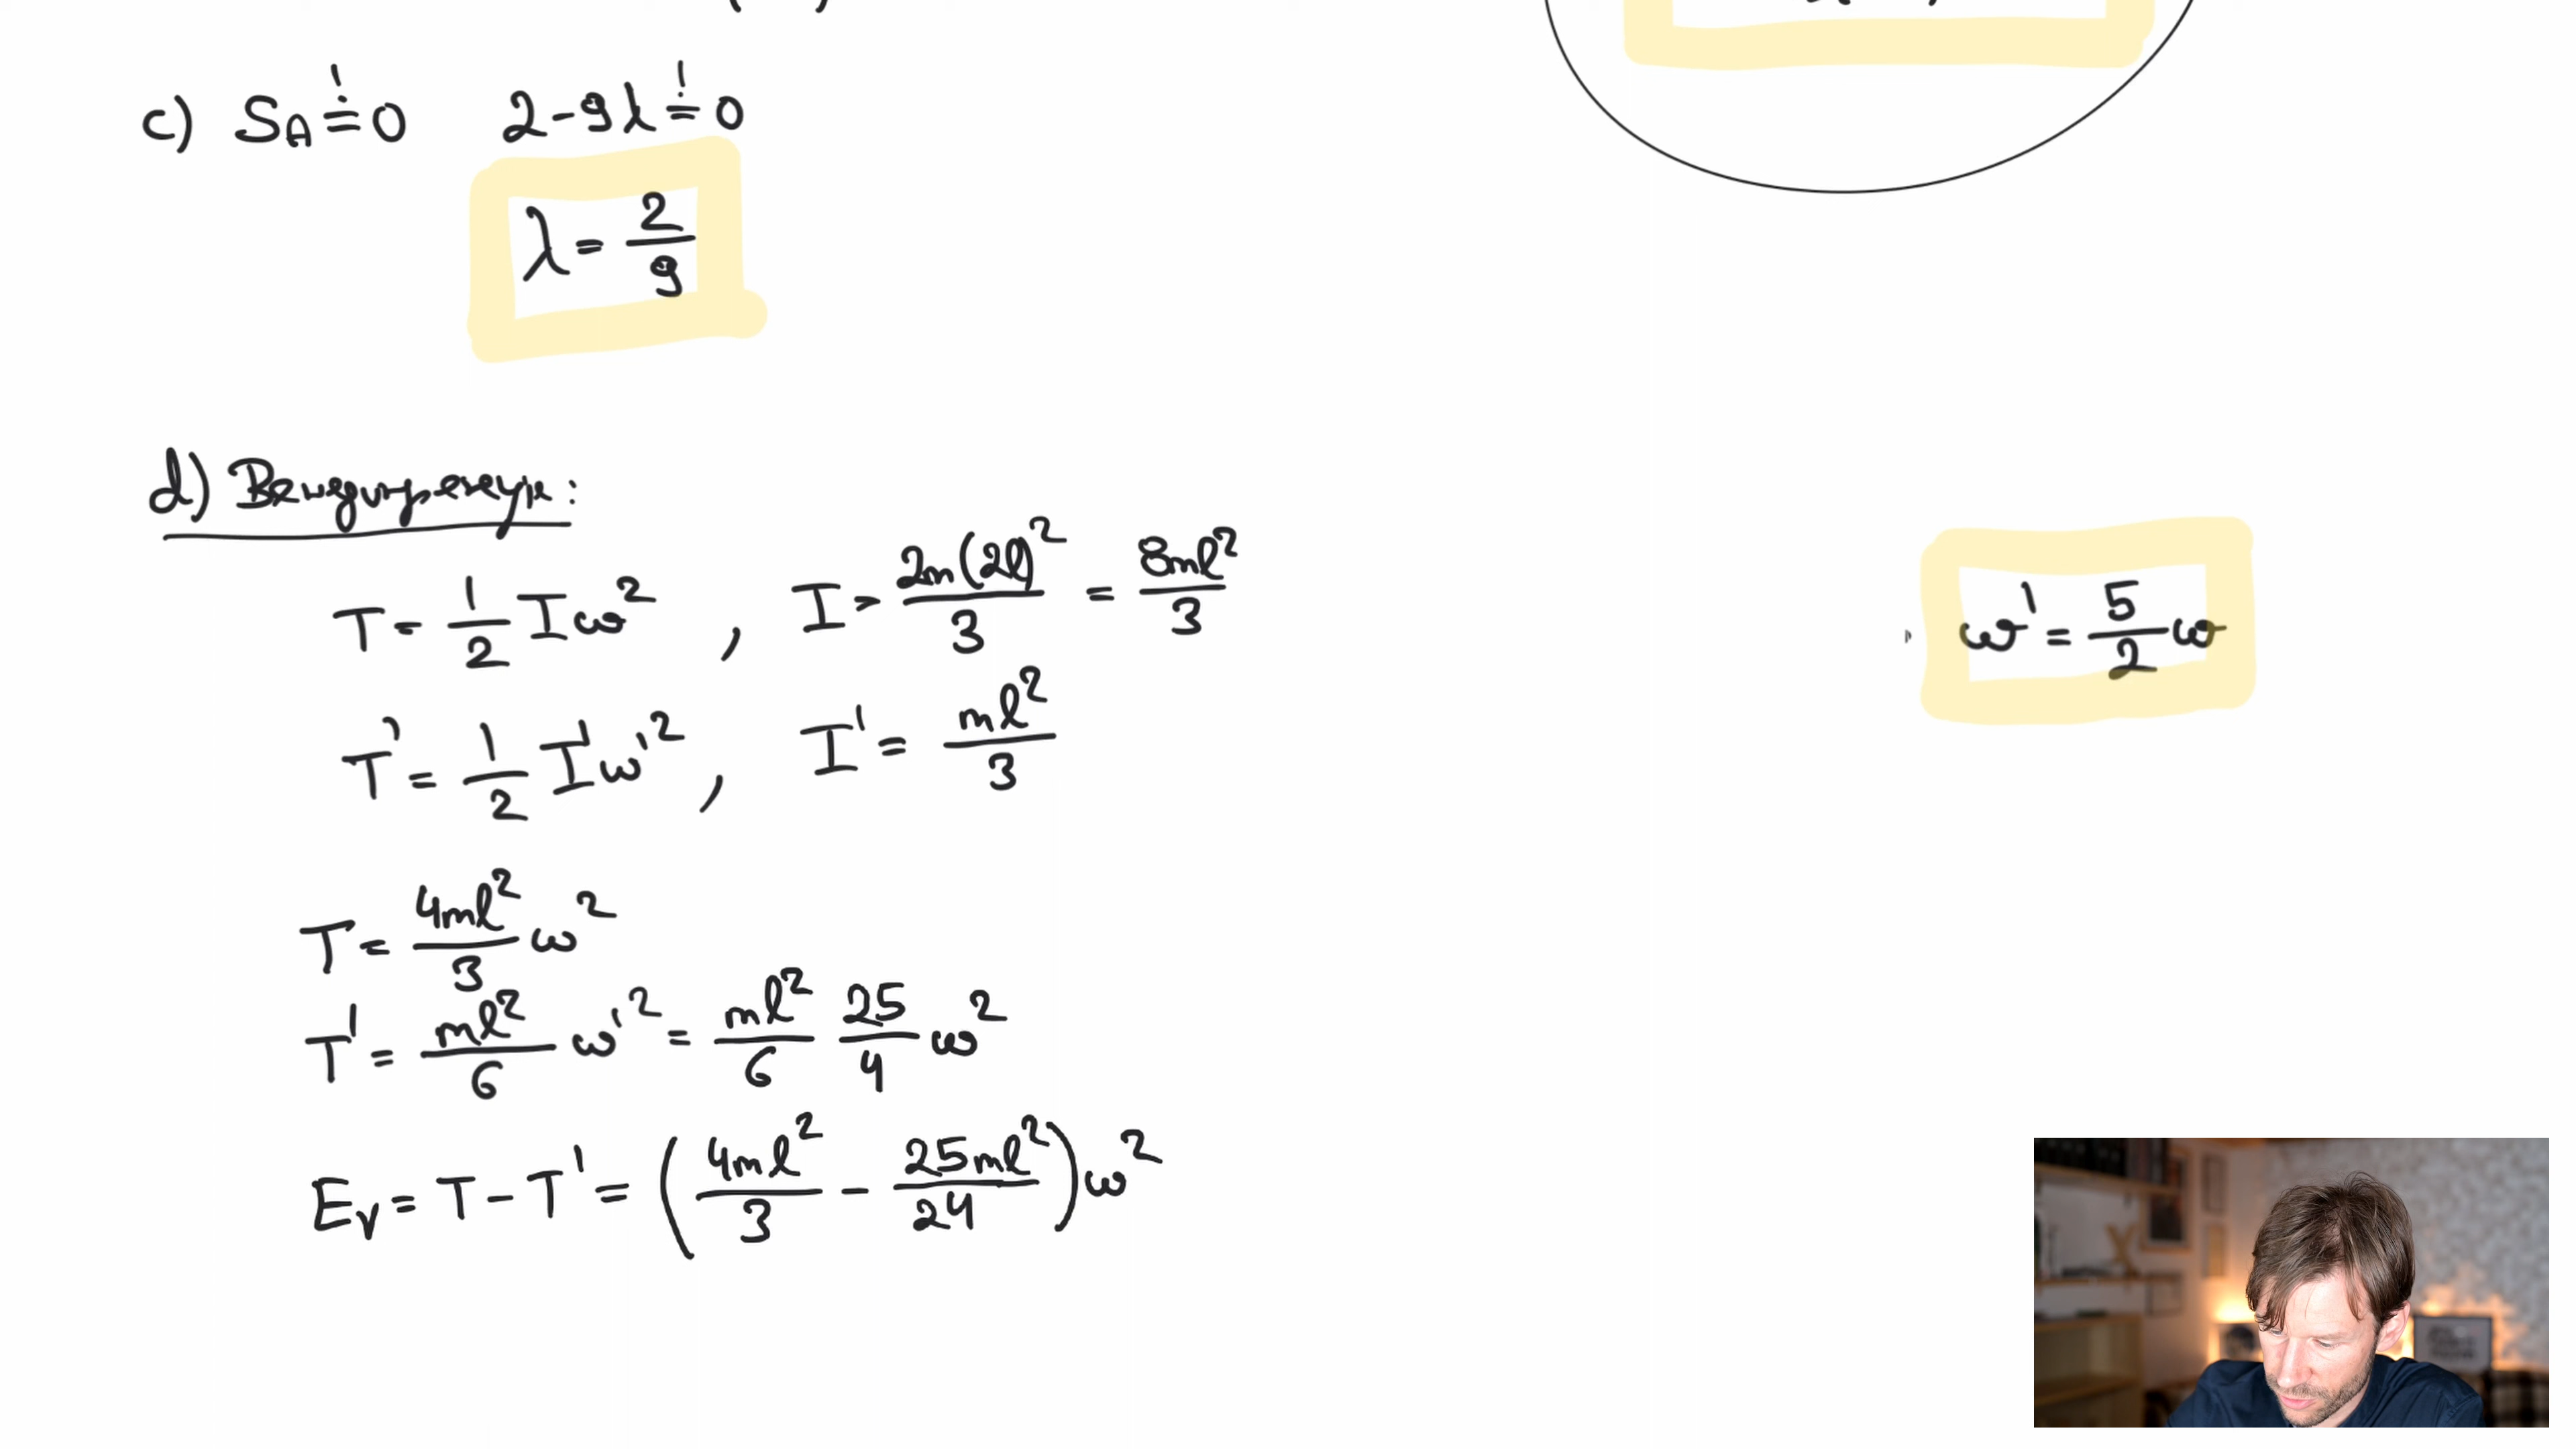 c) S_A =! 0    2 - 9λ =! 0
λ = 2/9
d) Bewegungsenergie:
T = 1/2 I ω² , I = 2m(2l)²/3 = 8ml²/3
ω' = 5/2 ω
T' = 1/2 I' ω'² , I' = ml²/3
T = 4ml²/3 ω²
T' = ml²/6 ω'² = ml²/6 25/4 ω²
E_V = T - T' = (4ml²/3 - 25ml²/24) ω²